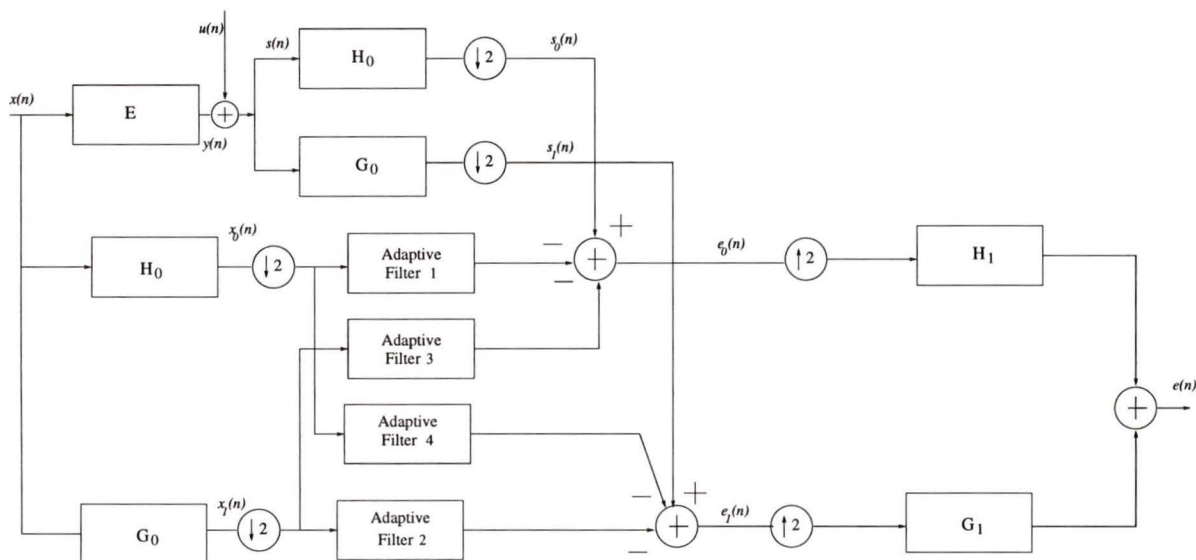 u(n)
s(n)
H0
↓2
s0(n)
x(n)
E
+
y(n)
G0
↓2
s1(n)
x0(n)
H0
↓2
Adaptive
Filter 1
−
+
+
−
e0(n)
↑2
H1
Adaptive
Filter 3
Adaptive
Filter 4
+
e(n)
x1(n)
G0
↓2
Adaptive
Filter 2
−
+
+
−
e1(n)
↑2
G1